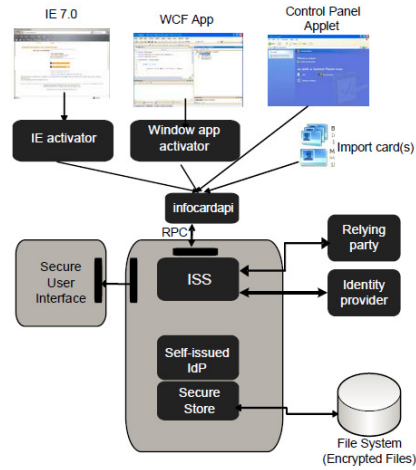 IE 7.0
WCF App
Control Panel
Applet
IE activator
Window app
activator
Import card(s)
infocardapi
RPC
Relying
party
Secure
User
Interface
ISS
Identity
provider
Self-issued
IdP
Secure
Store
File System
(Encrypted Files)